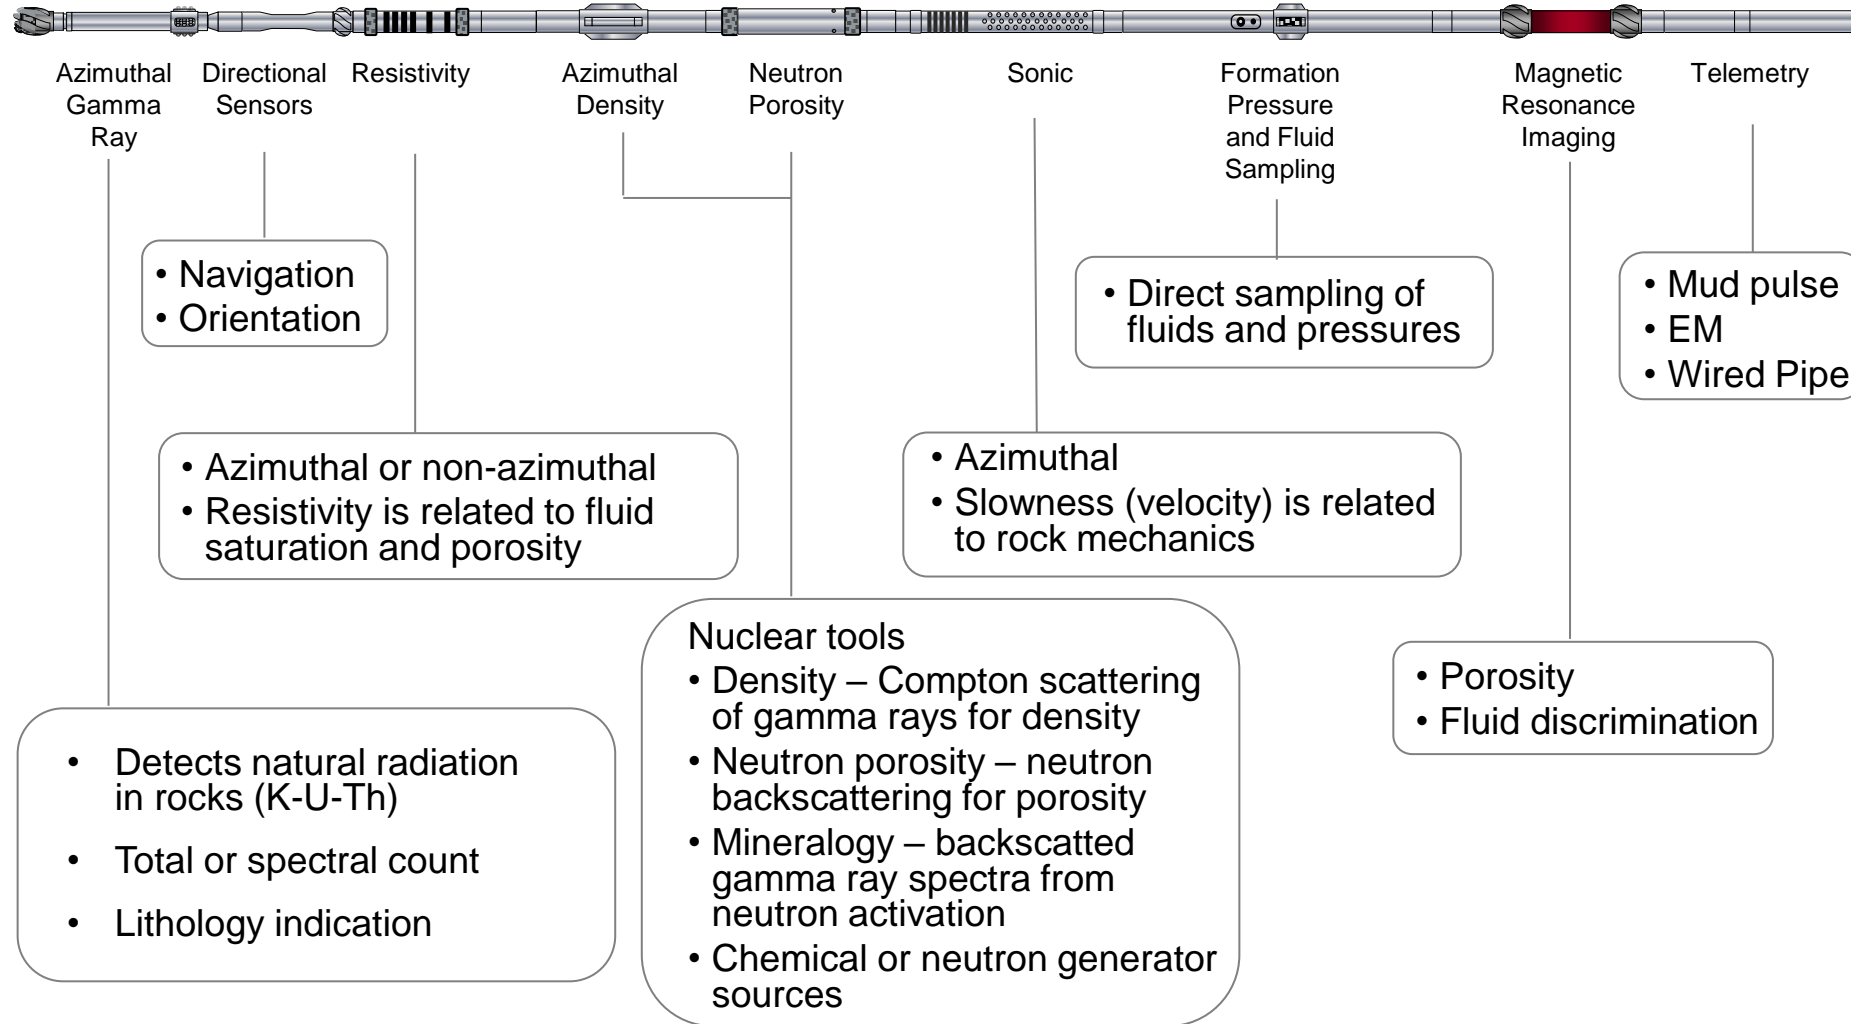 Azimuthal
Gamma
Ray
Directional
Sensors
Resistivity
Azimuthal
Density
Neutron
Porosity
Sonic
Formation
Pressure
and Fluid
Sampling
Magnetic
Resonance
Imaging
Telemetry
• Navigation
• Orientation
• Direct sampling of
fluids and pressures
• Mud pulse
• EM
• Wired Pipe
• Azimuthal or non-azimuthal
• Resistivity is related to fluid
saturation and porosity
• Azimuthal
• Slowness (velocity) is related
to rock mechanics
Nuclear tools
• Density – Compton scattering
of gamma rays for density
• Neutron porosity – neutron
backscattering for porosity
• Mineralogy – backscatted
gamma ray spectra from
neutron activation
• Chemical or neutron generator
sources
• Porosity
• Fluid discrimination
• Detects natural radiation
in rocks (K-U-Th)
• Total or spectral count
• Lithology indication